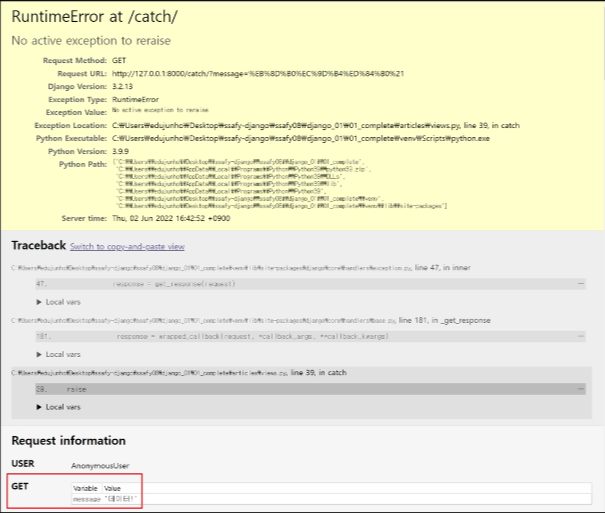 RuntimeError at /catch/
No active exception to reraise
Request Method: GET
Request URL: http://127.0.0.1:8000/catch/?message=%EB%8D%B0%EC%9D%B4%ED%84%B0%21
Django Version: 3.2.13
Exception Type: RuntimeError
Exception Value: No active exception to reraise
Exception Location: C:₩Users₩edujunho₩Desktop₩ssafy-django₩ssafy08₩django_01₩01_complete₩articles₩views.py, line 39, in catch
Python Executable: C:₩Users₩edujunho₩Desktop₩ssafy-django₩ssafy08₩django_01₩01_complete₩venv₩Scripts₩python.exe
Python Version: 3.9.9
Python Path: ['C:₩₩Users₩₩edujunho₩₩Desktop₩₩ssafy-django₩₩ssafy08₩₩django_01₩₩01_complete',
'C:₩₩Users₩₩edujunho₩₩AppData₩₩Local₩₩Programs₩₩Python₩₩Python39₩₩python39.zip',
'C:₩₩Users₩₩edujunho₩₩AppData₩₩Local₩₩Programs₩₩Python₩₩Python39₩₩DLLs',
'C:₩₩Users₩₩edujunho₩₩AppData₩₩Local₩₩Programs₩₩Python₩₩Python39₩₩lib',
'C:₩₩Users₩₩edujunho₩₩AppData₩₩Local₩₩Programs₩₩Python₩₩Python39',
'C:₩₩Users₩₩edujunho₩₩Desktop₩₩ssafy-django₩₩ssafy08₩₩django_01₩₩01_complete₩₩venv',
'C:₩₩Users₩₩edujunho₩₩Desktop₩₩ssafy-django₩₩ssafy08₩₩django_01₩₩01_complete₩₩venv₩₩lib₩₩site-packages']
Server time: Thu, 02 Jun 2022 16:42:52 +0900
Traceback Switch to copy-and-paste view
C:₩Users₩edujunho₩Desktop₩ssafy-django₩ssafy08₩django_01₩01_complete₩venv₩lib₩site-packages₩django₩core₩handlers₩exception.py, line 47, in inner
47. response = get_response(request) …
▶ Local vars
C:₩Users₩edujunho₩Desktop₩ssafy-django₩ssafy08₩django_01₩01_complete₩venv₩lib₩site-packages₩django₩core₩handlers₩base.py, line 181, in _get_response
181. response = wrapped_callback(request, *callback_args, **callback_kwargs) …
▶ Local vars
C:₩Users₩edujunho₩Desktop₩ssafy-django₩ssafy08₩django_01₩01_complete₩articles₩views.py, line 39, in catch
39. raise …
▶ Local vars
Request information
USER AnonymousUser
GET Variable Value
message '데이터!'